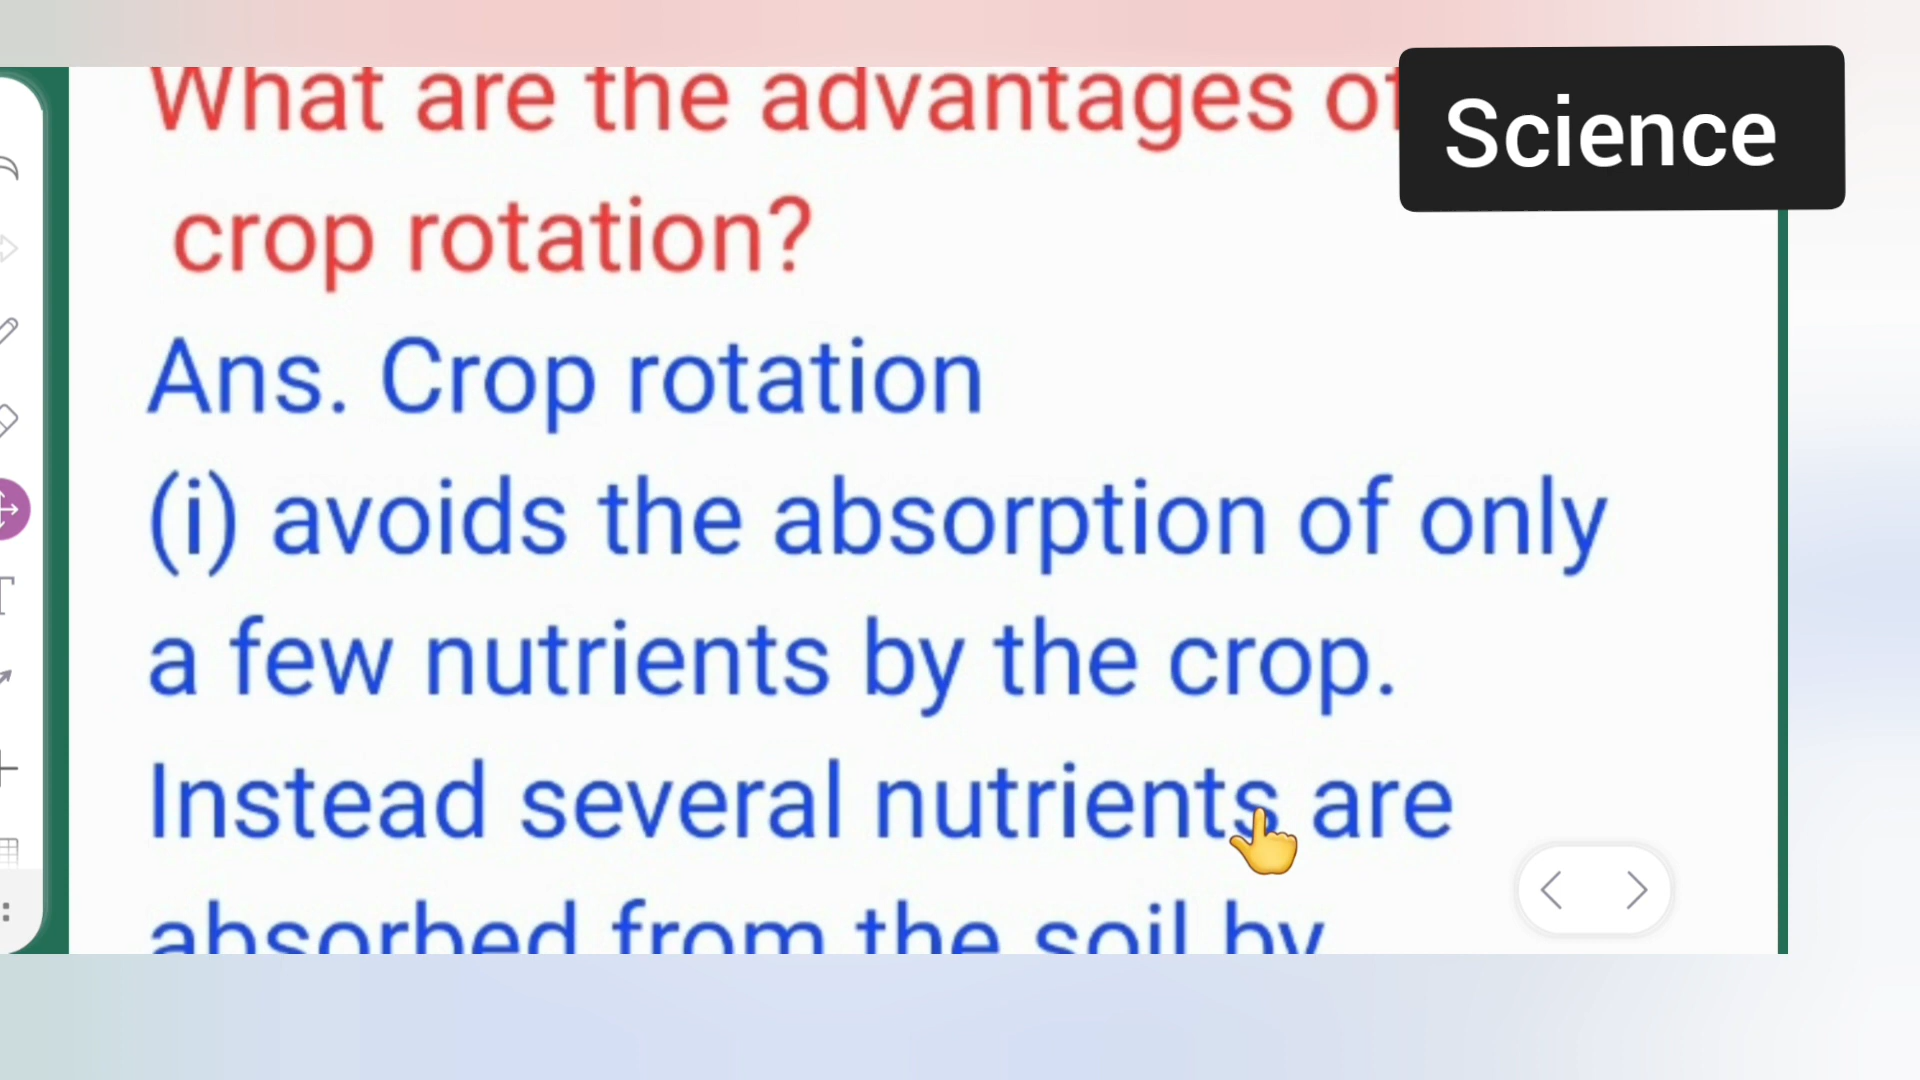 What are the advantages of
Science
crop rotation?
Ans. Crop rotation
(i) avoids the absorption of only
a few nutrients by the crop.
Instead several nutrients are
absorbed from the soil by